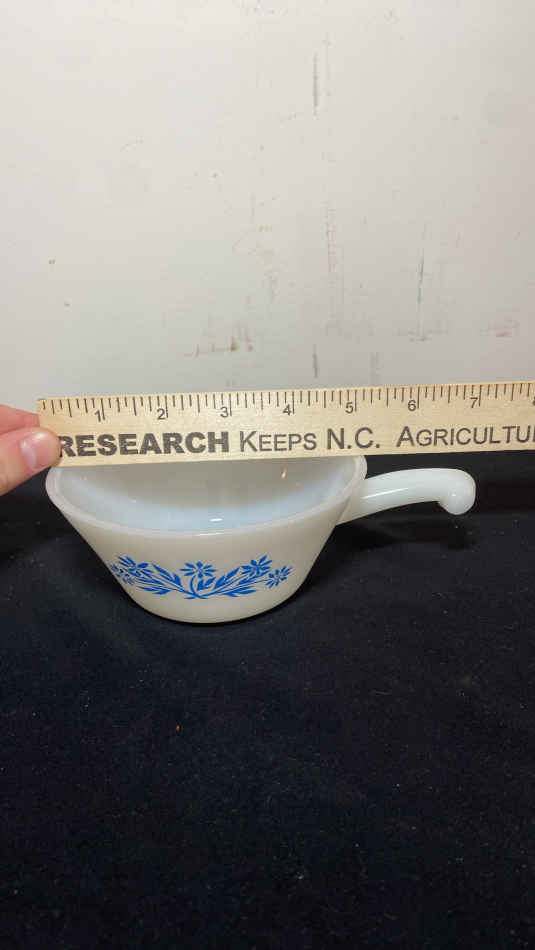 1 2 3 4 5 6 7
RESEARCH KEEPS N.C. AGRICULTU